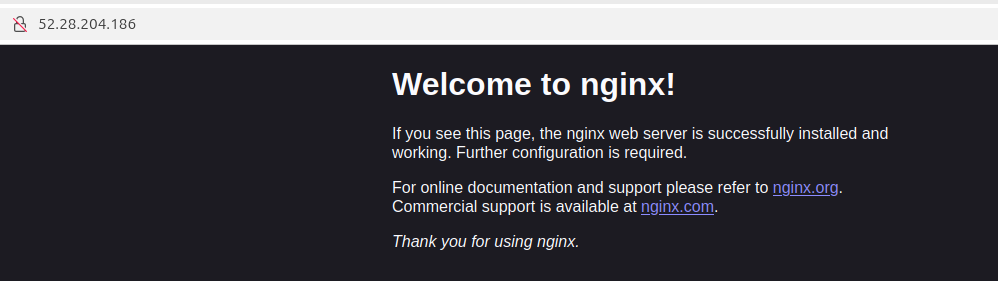 52.28.204.186
Welcome to nginx!
If you see this page, the nginx web server is successfully installed and
working. Further configuration is required.
For online documentation and support please refer to nginx.org.
Commercial support is available at nginx.com.
Thank you for using nginx.